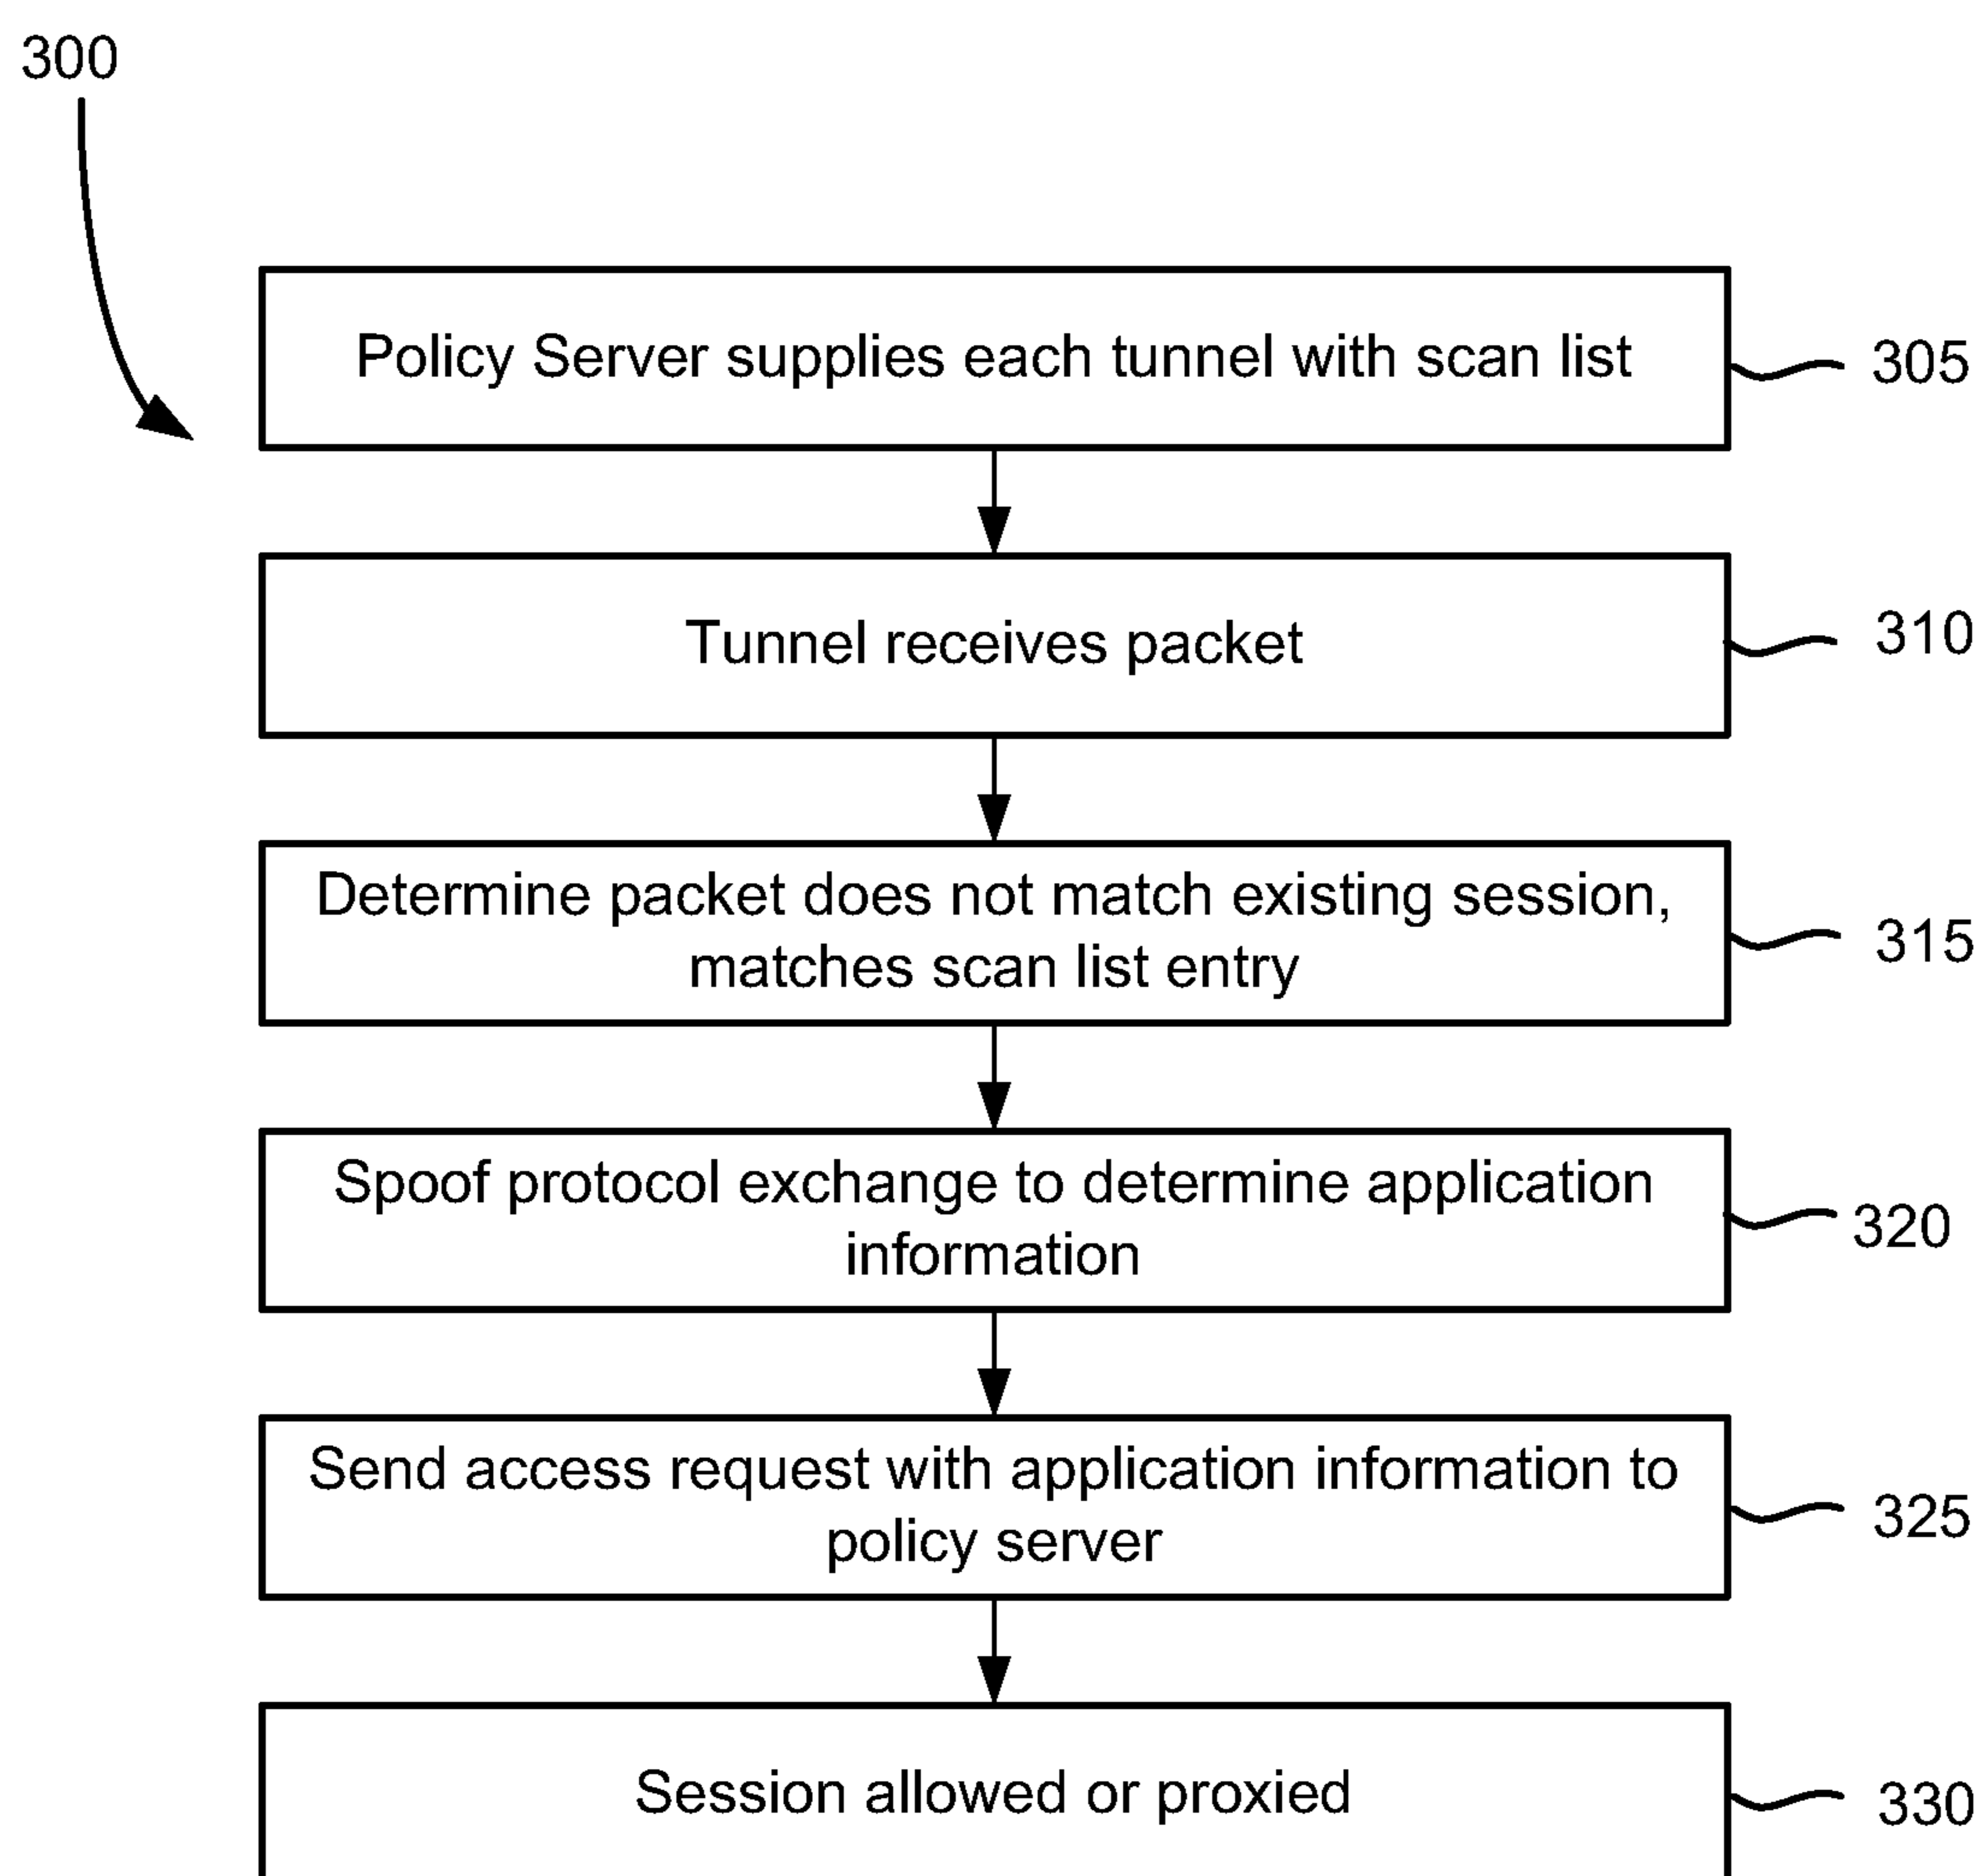 300
Policy Server supplies each tunnel with scan list
305
Tunnel receives packet
310
Determine packet does not match existing session,
matches scan list entry
315
Spoof protocol exchange to determine application
information
320
Send access request with application information to
policy server
325
Session allowed or proxied
330